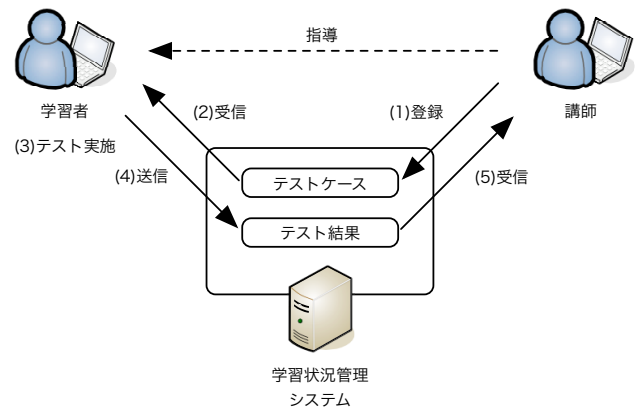 指導
学習者
講師
(2)受信
(1)登録
(3)テスト実施
(4)送信
(5)受信
テストケース
テスト結果
学習状況管理
システム